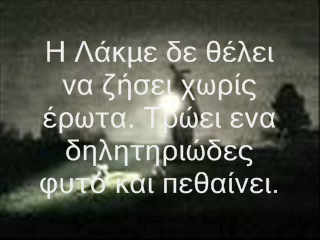 Η Λάκμε δε θέλει
να ζήσει χωρίς
έρωτα. Τρώει ενα
δηλητηριώδες
φυτό και πεθαίνει.